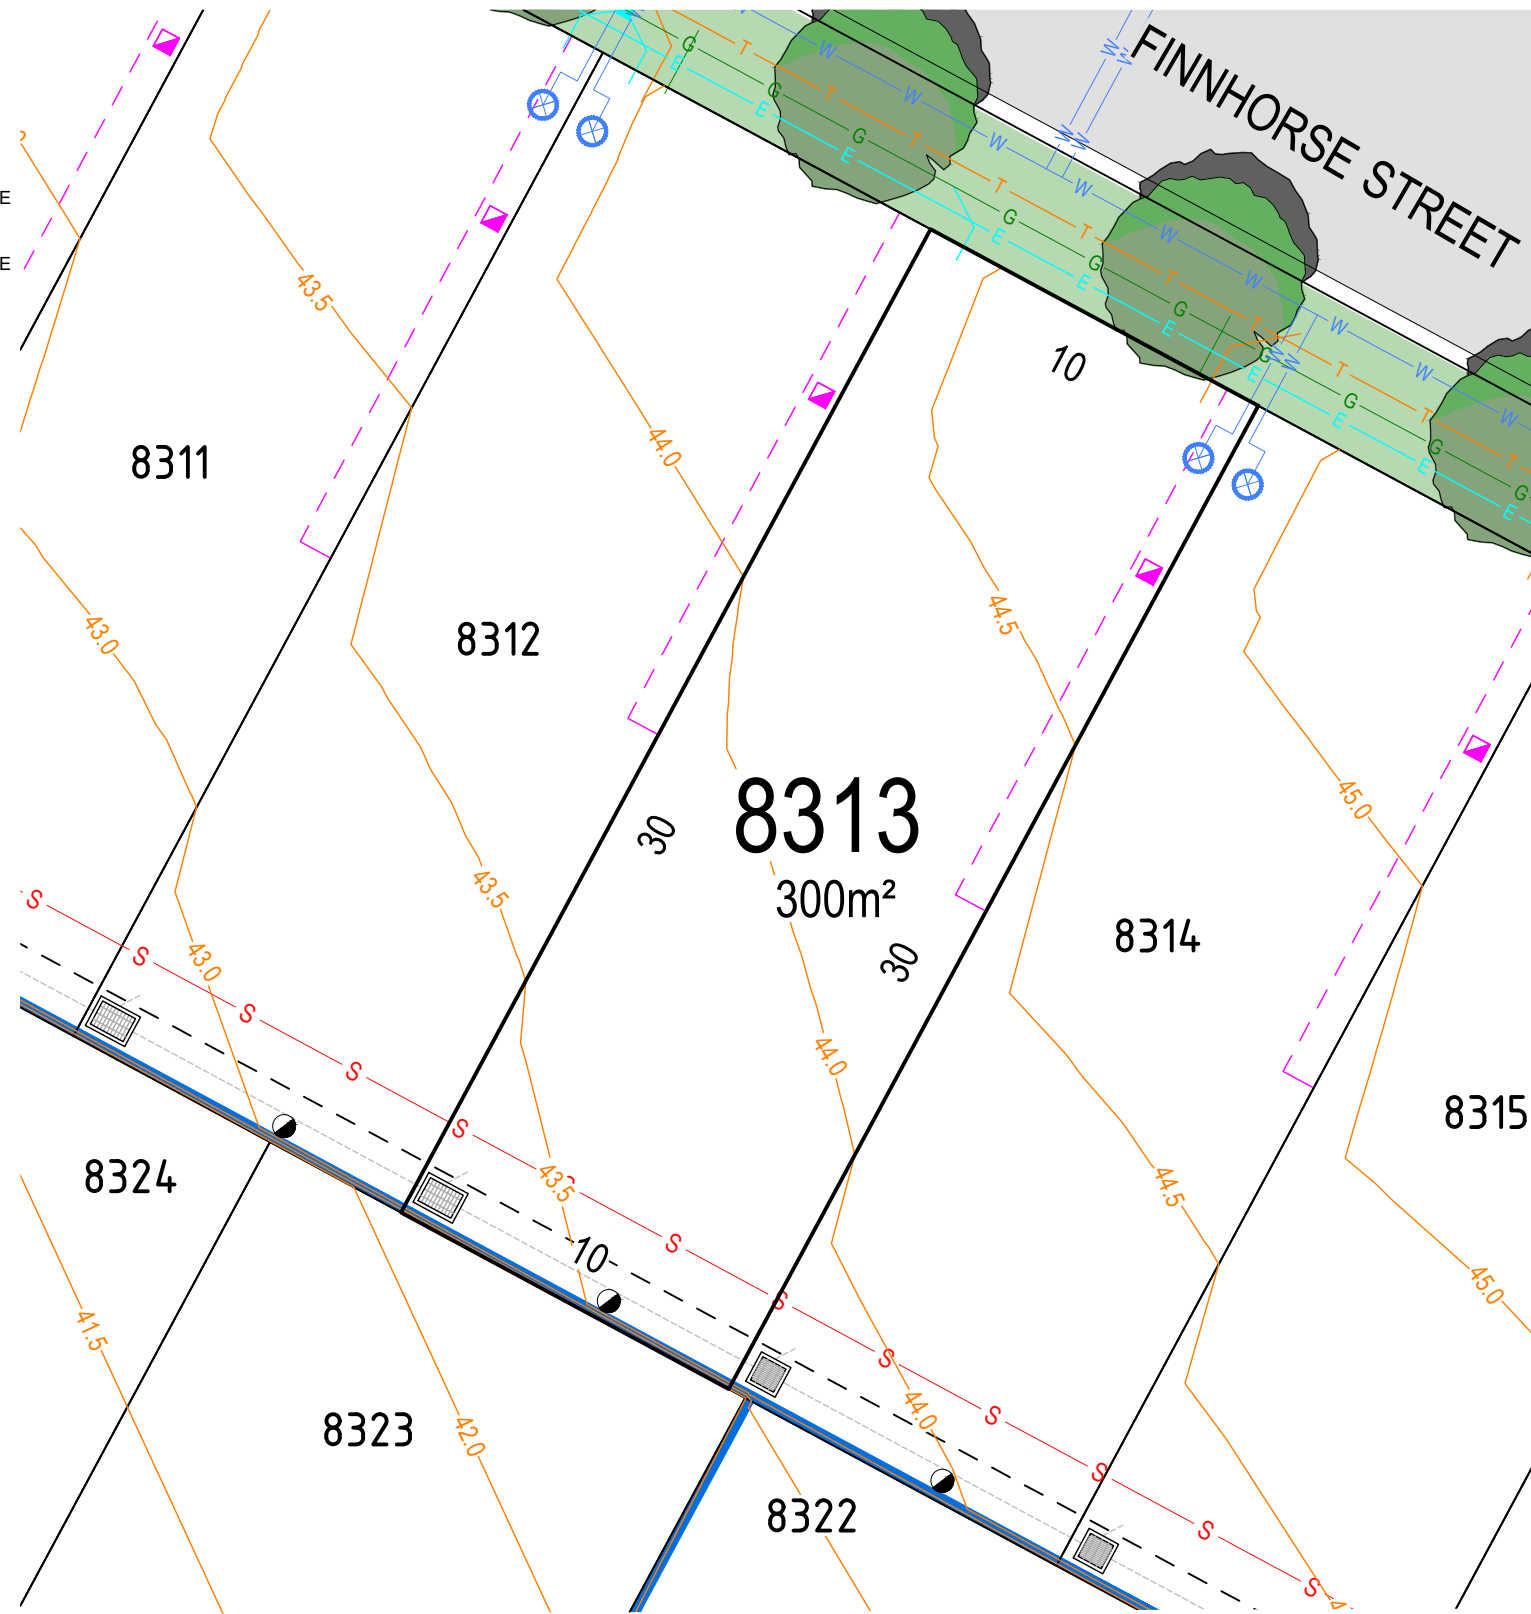 FINNHORSE STREET
E
E
43.5
44.0
10
8311
44.5
43.0
8312
45.0
8313
30
300m²
43.5
30
8314
43.0
44.0
8315
8324
43.5
44.5
10
45.0
41.5
8323
42.0
44.0
8322
W W W W W W W W W
T T T T T T T T
G G G G G G G G G G
E E E E E E E E E
S S S S S S S S S S S S